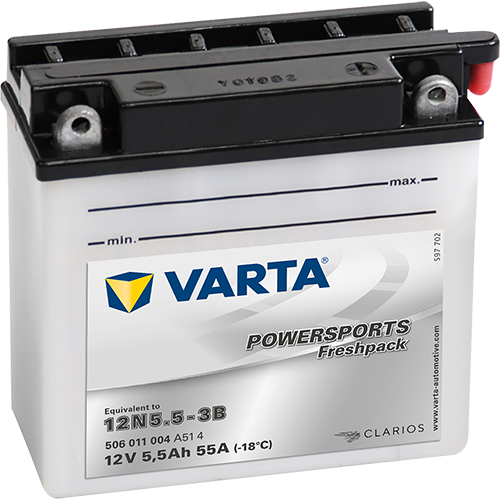 max.
min.
VARTA®
POWERSPORTS
Freshpack
Equivalent to
12N5.5-3B
506 011 004 A51 4
12V 5,5Ah 55A (-18°C)
CLARIOS
www.varta-automotive.com
597 702